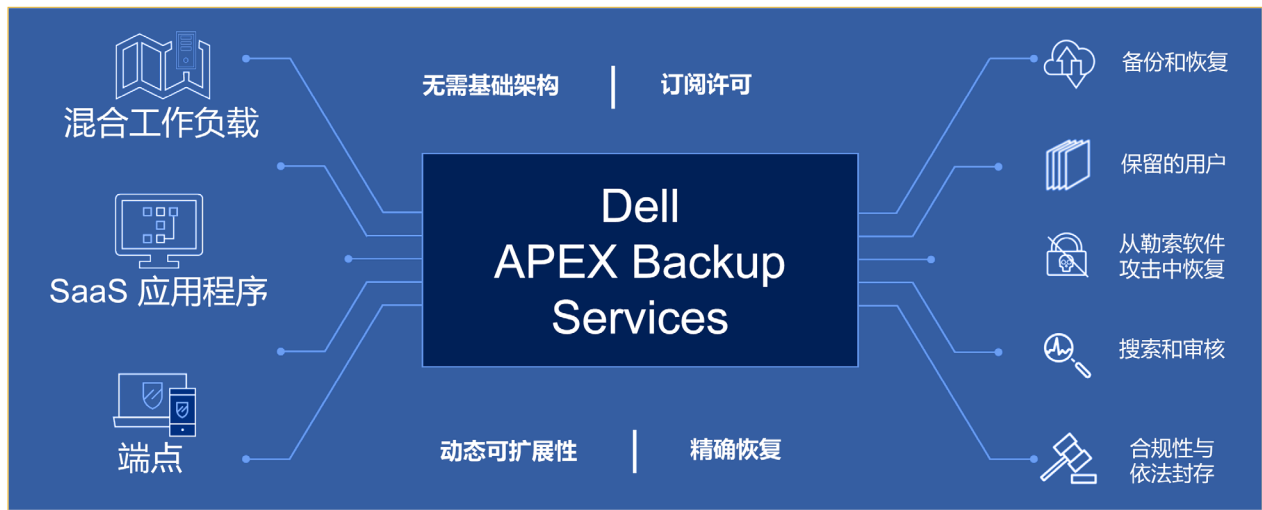 混合工作负载
SaaS 应用程序
端点
无需基础架构
订阅许可
Dell
APEX Backup
Services
动态可扩展性
精确恢复
备份和恢复
保留的用户
从勒索软件
攻击中恢复
搜索和审核
合规性与
依法封存